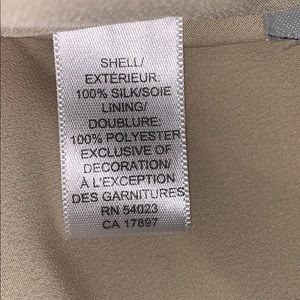 SHELL/
EXTÉRIEUR:
100% SILK/SOIE
LINING/
DOUBLURE:
100% POLYESTER
EXCLUSIVE OF
DECORATION/
À L'EXCEPTION
DES GARNITURES
RN 54023
CA 17897